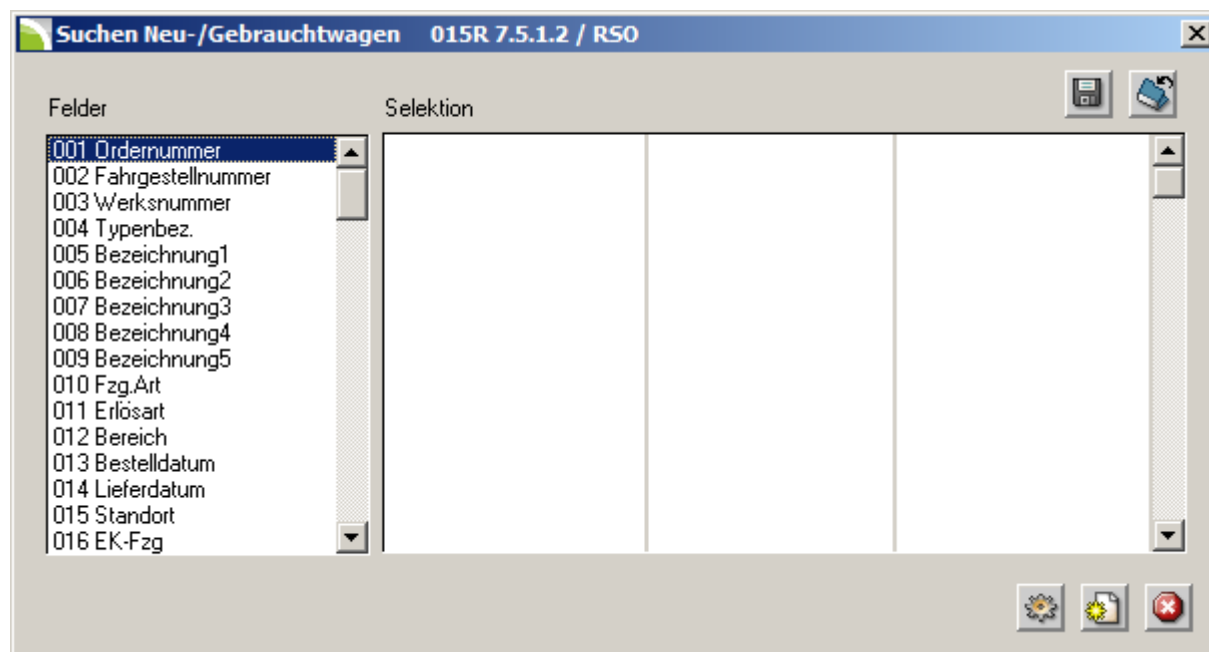 Suchen Neu-/Gebrauchtwagen 015R 7.5.1.2 / RSO
Felder Selektion
001 Ordernummer
002 Fahrgestellnummer
003 Werksnummer
004 Typenbez.
005 Bezeichnung1
006 Bezeichnung2
007 Bezeichnung3
008 Bezeichnung4
009 Bezeichnung5
010 Fzg.Art
011 Erlösart
012 Bereich
013 Bestelldatum
014 Lieferdatum
015 Standort
016 EK-Fzg